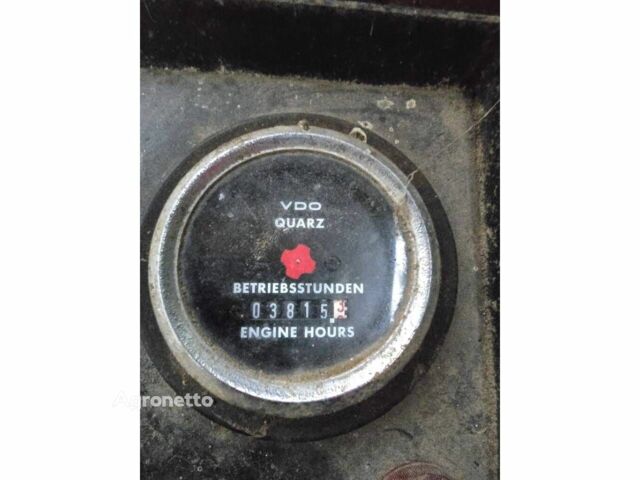 VDO
QUARZ
BETRIEBSSTUNDEN
03815.
ENGINE HOURS
Agronetto